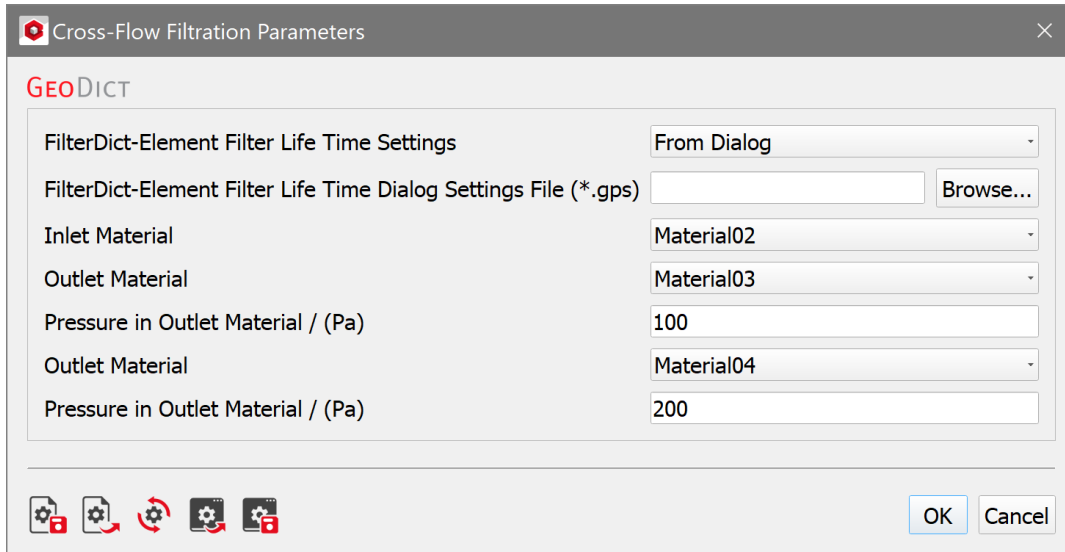 Cross-Flow Filtration Parameters
GEODICT
FilterDict-Element Filter Life Time Settings From Dialog
FilterDict-Element Filter Life Time Dialog Settings File (*.gps) Browse...
Inlet Material Material02
Outlet Material Material03
Pressure in Outlet Material / (Pa) 100
Outlet Material Material04
Pressure in Outlet Material / (Pa) 200
OK Cancel